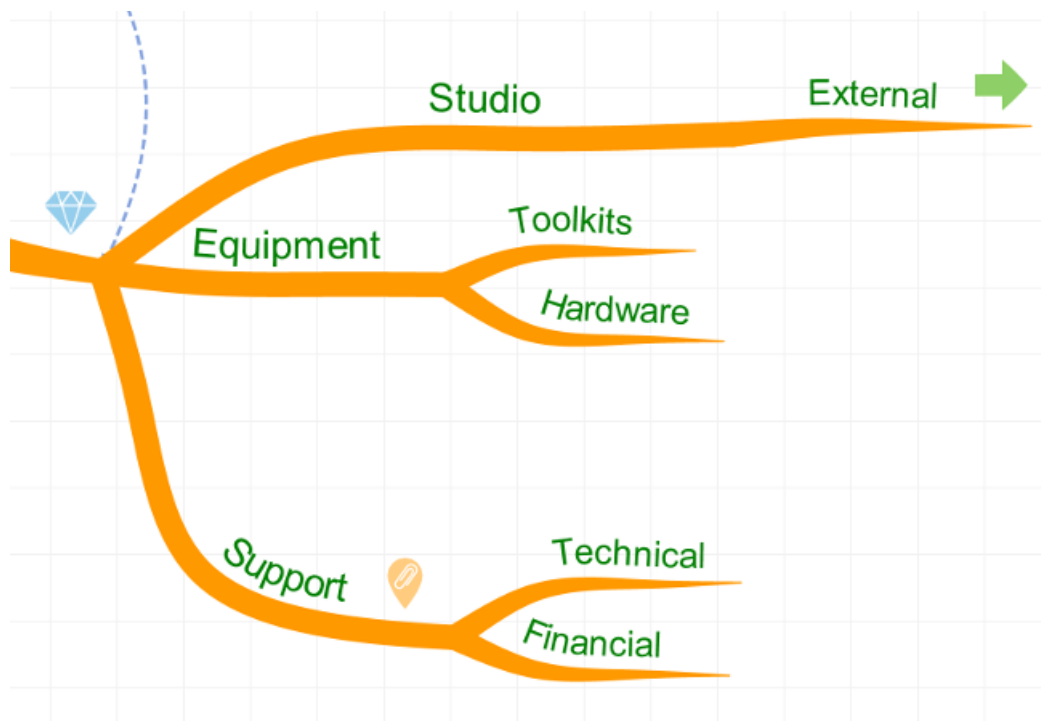 Studio
External
Equipment
Toolkits
Hardware
Support
Technical
Financial